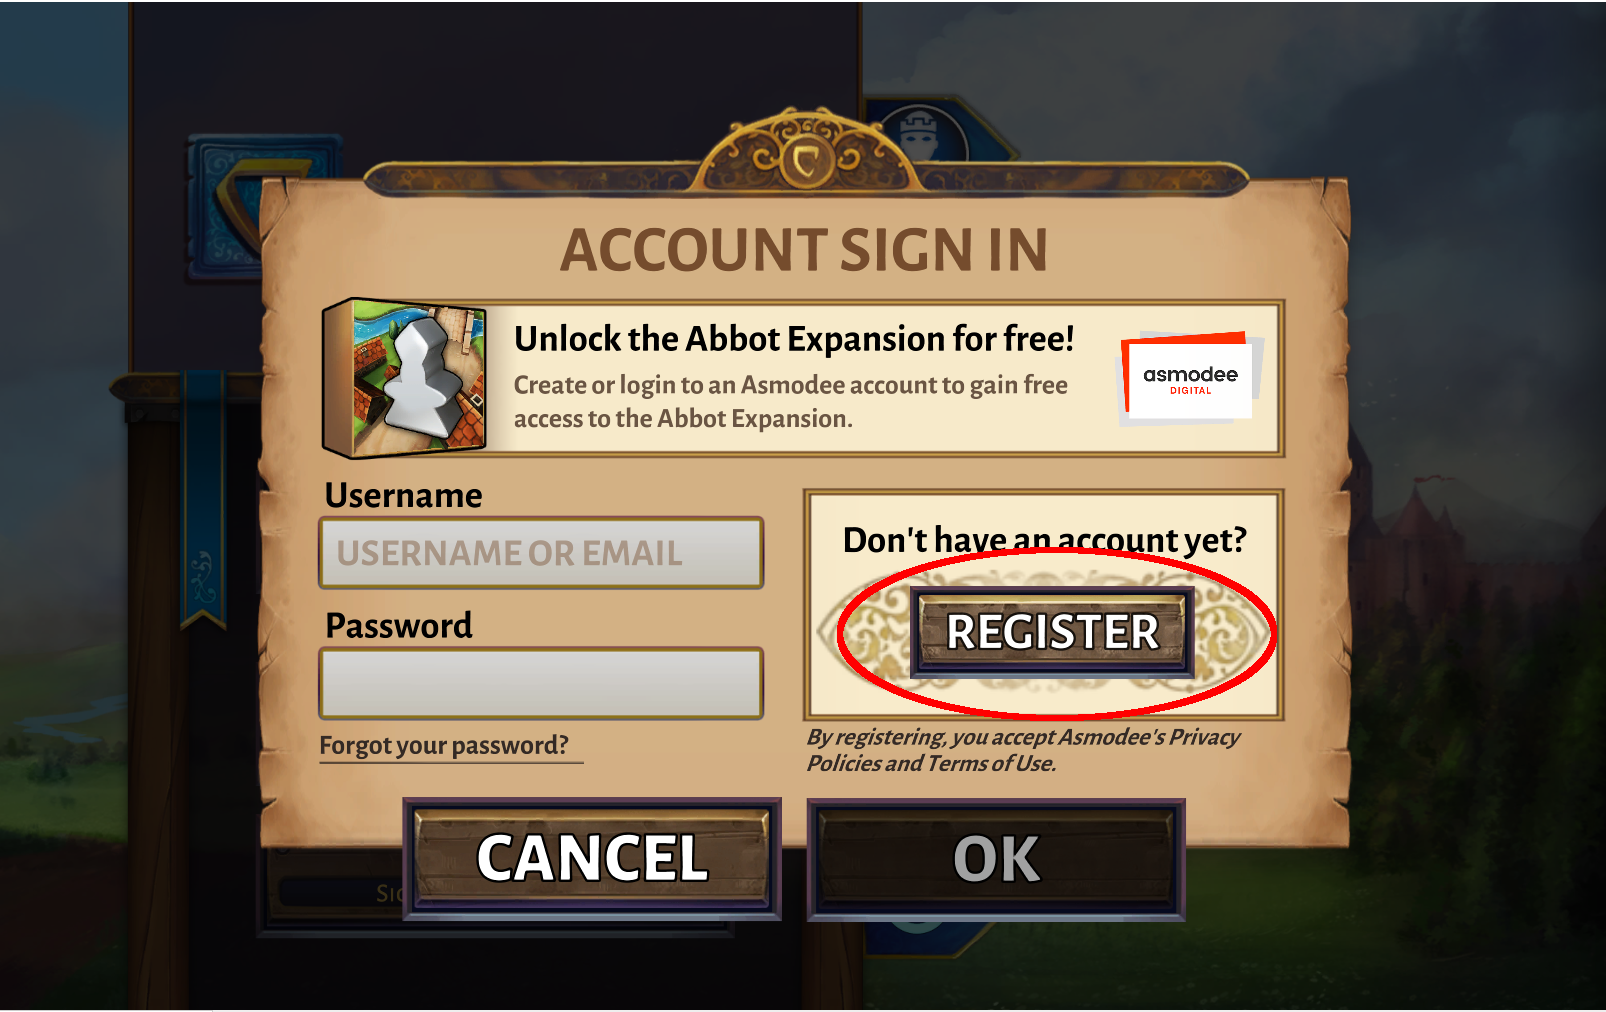 ACCOUNT SIGN IN
Unlock the Abbot Expansion for free!
Create or login to an Asmodee account to gain free
access to the Abbot Expansion.
asmodee
DIGITAL
Username
USERNAME OR EMAIL
Password
Forgot your password?
Don't have an account yet?
REGISTER
By registering, you accept Asmodee's Privacy
Policies and Terms of Use.
CANCEL
OK